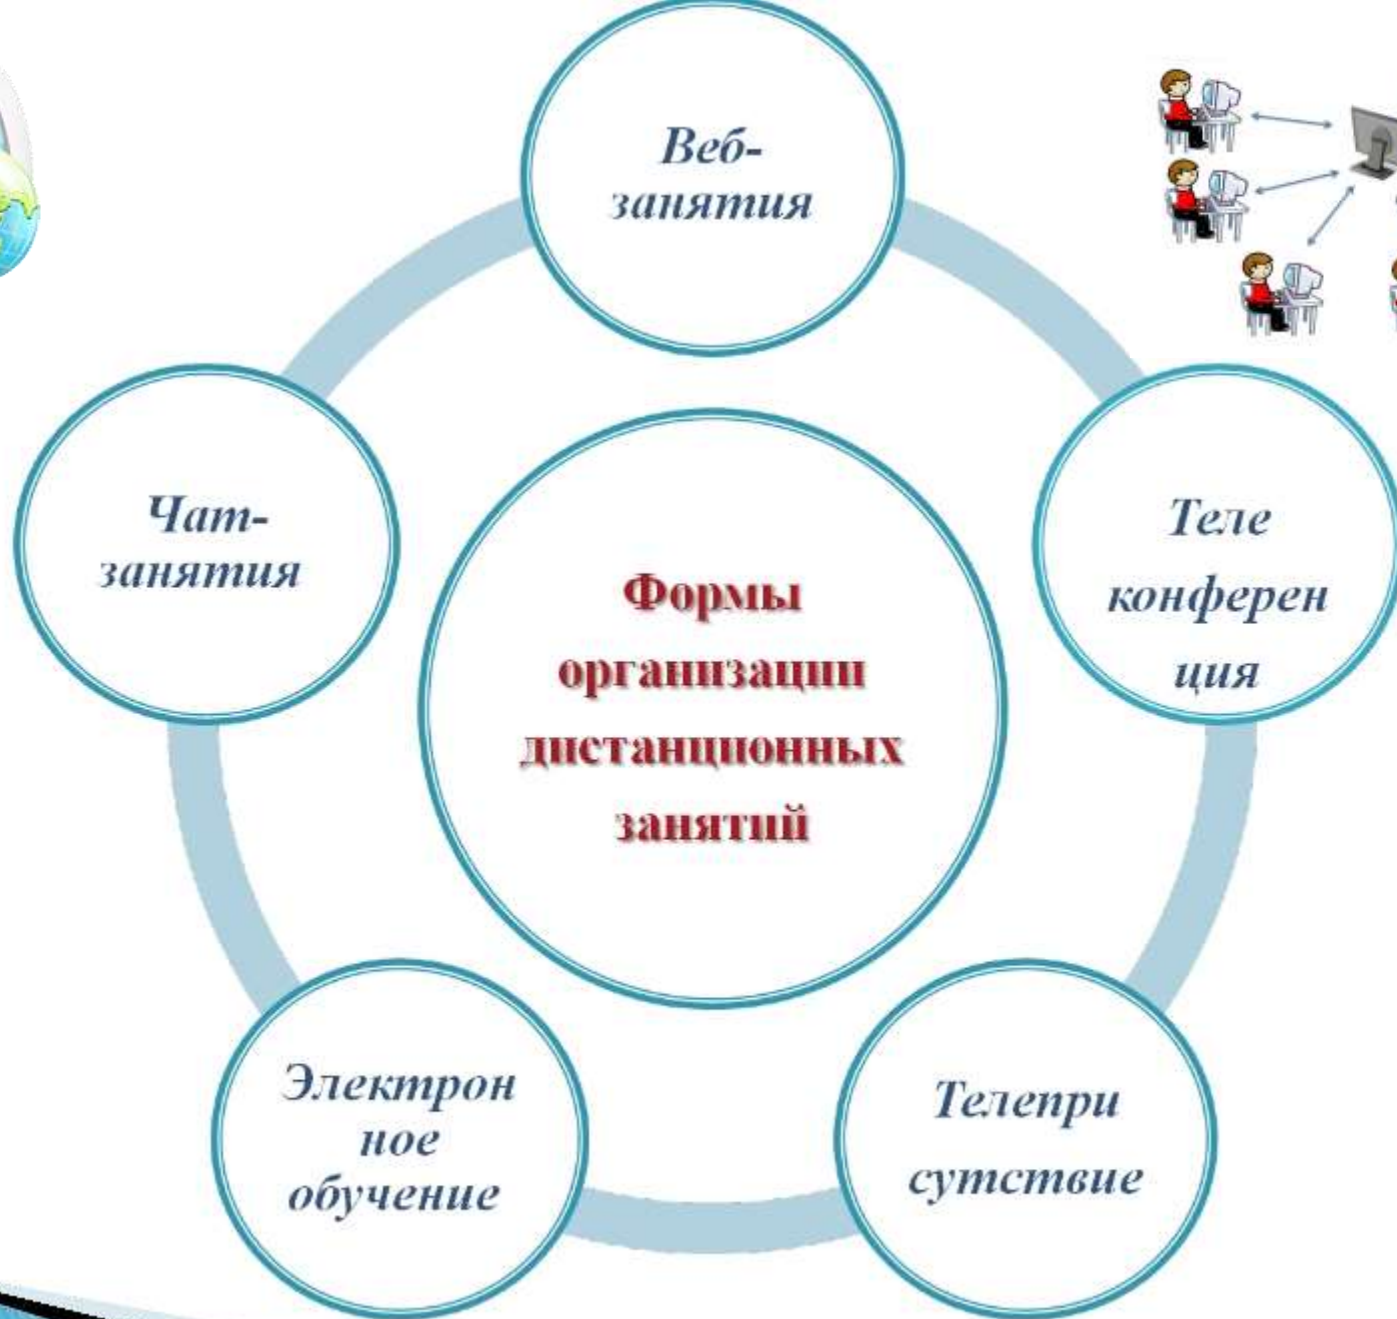 Веб-
занятия
Теле
конферен
ция
Телепри
сутствие
Электрон
ное
обучение
Чат-
занятия
Формы
организации
дистанционных
занятий